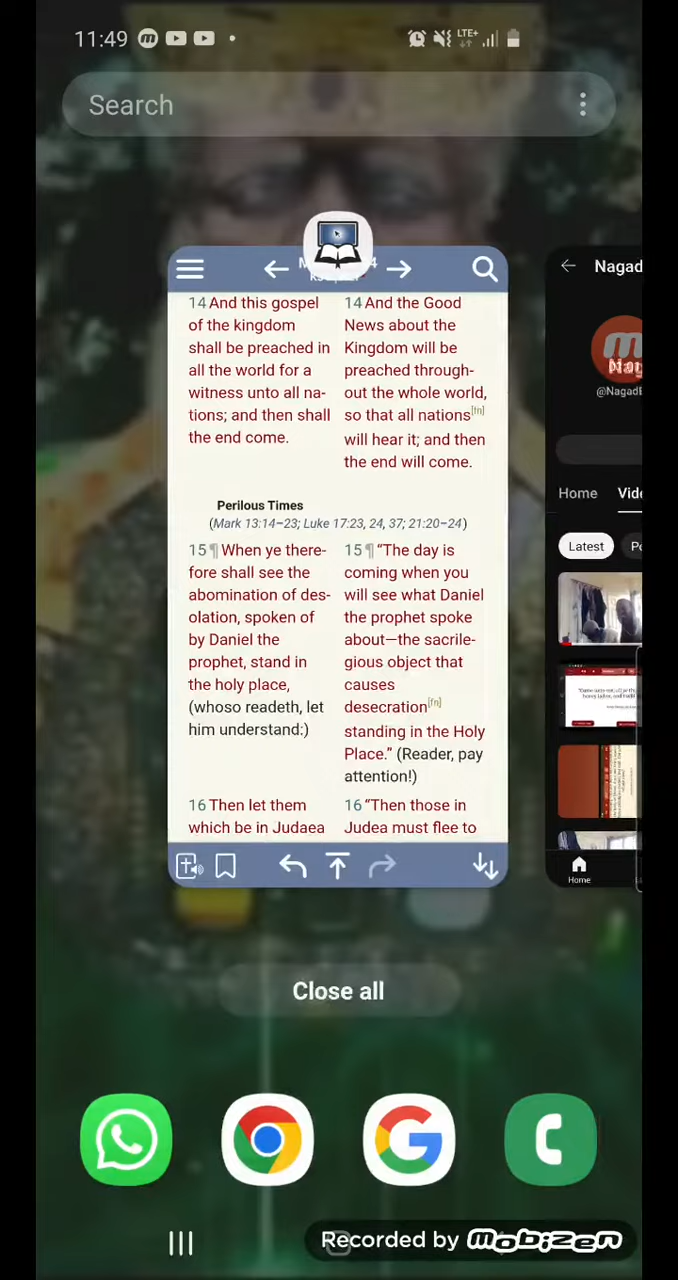 11:49
LTE+
Search
14 And this gospel
of the kingdom
shall be preached in
all the world for a
witness unto all na-
tions; and then shall
the end come.
14 And the Good
News about the
Kingdom will be
preached through-
out the whole world,
so that all nations[fn]
will hear it; and then
the end will come.
Perilous Times
(Mark 13:14–23; Luke 17:23, 24, 37; 21:20–24)
15 ¶ When ye there-
fore shall see the
abomination of des-
olation, spoken of
by Daniel the
prophet, stand in
the holy place,
(whoso readeth, let
him understand:)
15 ¶ “The day is
coming when you
will see what Daniel
the prophet spoke
about—the sacrile-
gious object that
causes
desecration[fn]
standing in the Holy
Place.” (Reader, pay
attention!)
16 Then let them
which be in Judaea
16 “Then those in
Judea must flee to
Nagad
Nag
@NagadE
Home
Vide
Latest
Po
Home
Close all
Recorded by mobizen